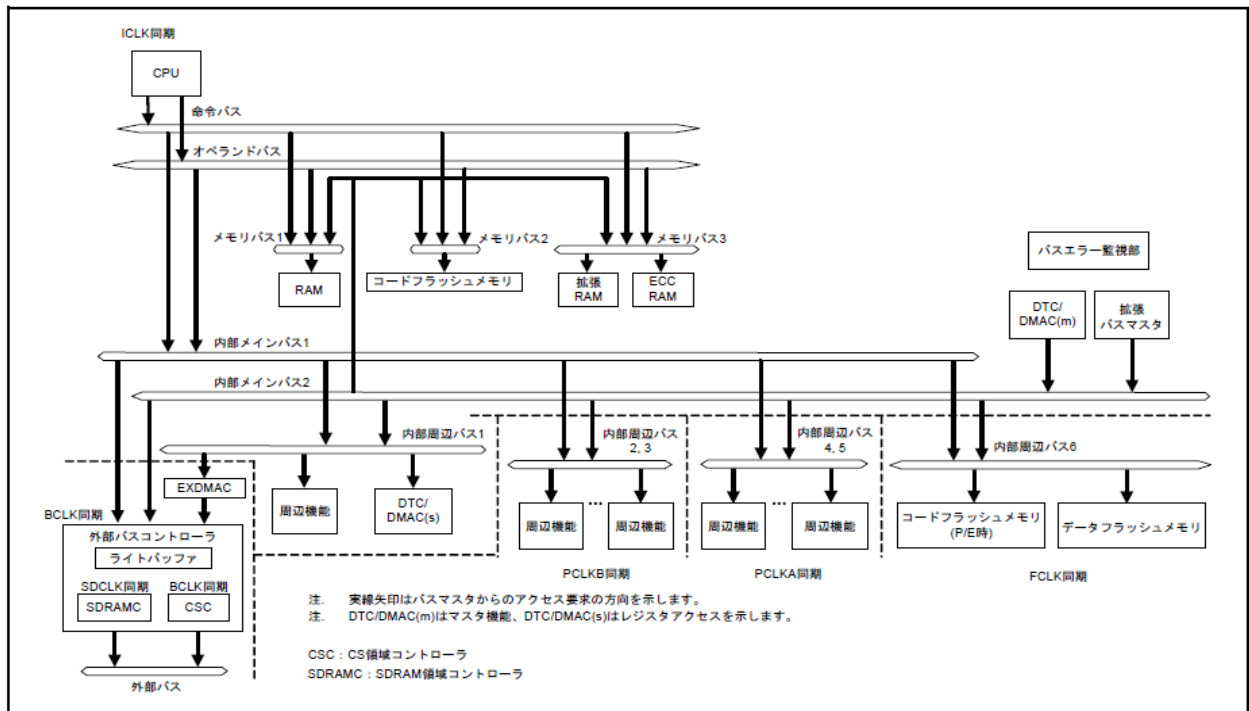 ICLK同期
CPU
命令バス
オペランドバス
メモリバス1
メモリバス2
メモリバス3
RAM
コードフラッシュメモリ
拡張
RAM
ECC
RAM
バスエラー監視部
DTC/
DMAC(m)
拡張
バスマスタ
内部メインバス1
内部メインバス2
内部周辺バス1
内部周辺バス
2, 3
内部周辺バス
4, 5
内部周辺バス6
EXDMAC
周辺機能
DTC/
DMAC(s)
周辺機能
…
周辺機能
周辺機能
…
周辺機能
コードフラッシュメモリ
(P/E時)
データフラッシュメモリ
BCLK同期
外部バスコントローラ
ライトバッファ
SDCLK同期
BCLK同期
SDRAMC
CSC
PCLKB同期
PCLKA同期
FCLK同期
注. 実線矢印はバスマスタからのアクセス要求の方向を示します。
注. DTC/DMAC(m)はマスタ機能、DTC/DMAC(s)はレジスタアクセスを示します。
CSC：CS領域コントローラ
SDRAMC：SDRAM領域コントローラ
外部バス